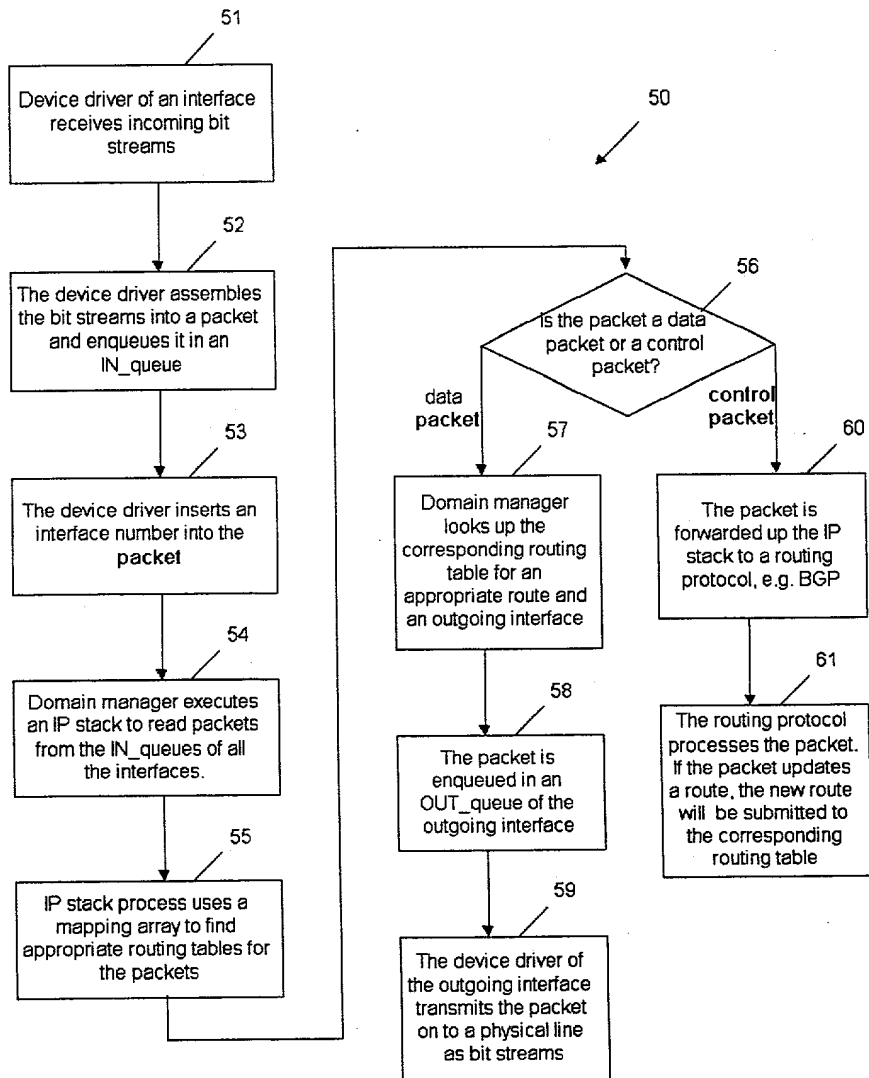 51
Device driver of an interface
receives incoming bit
streams
50
52
The device driver assembles
the bit streams into a packet
and enqueues it in an
IN_queue
53
The device driver inserts an
interface number into the
packet
54
Domain manager executes
an IP stack to read packets
from the IN_queues of all
the interfaces.
55
IP stack process uses a
mapping array to find
appropriate routing tables for
the packets
56
Is the packet a data
packet or a control
packet?
data
packet
control
packet
57
Domain manager
looks up the
corresponding routing
table for an
appropriate route and
an outgoing interface
58
The packet is
enqueued in an
OUT_queue of the
outgoing interface
59
The device driver of
the outgoing interface
transmits the packet
on to a physical line
as bit streams
60
The packet is
forwarded up the IP
stack to a routing
protocol, e.g. BGP
61
The routing protocol
processes the packet.
If the packet updates
a route, the new route
will be submitted to
the corresponding
routing table